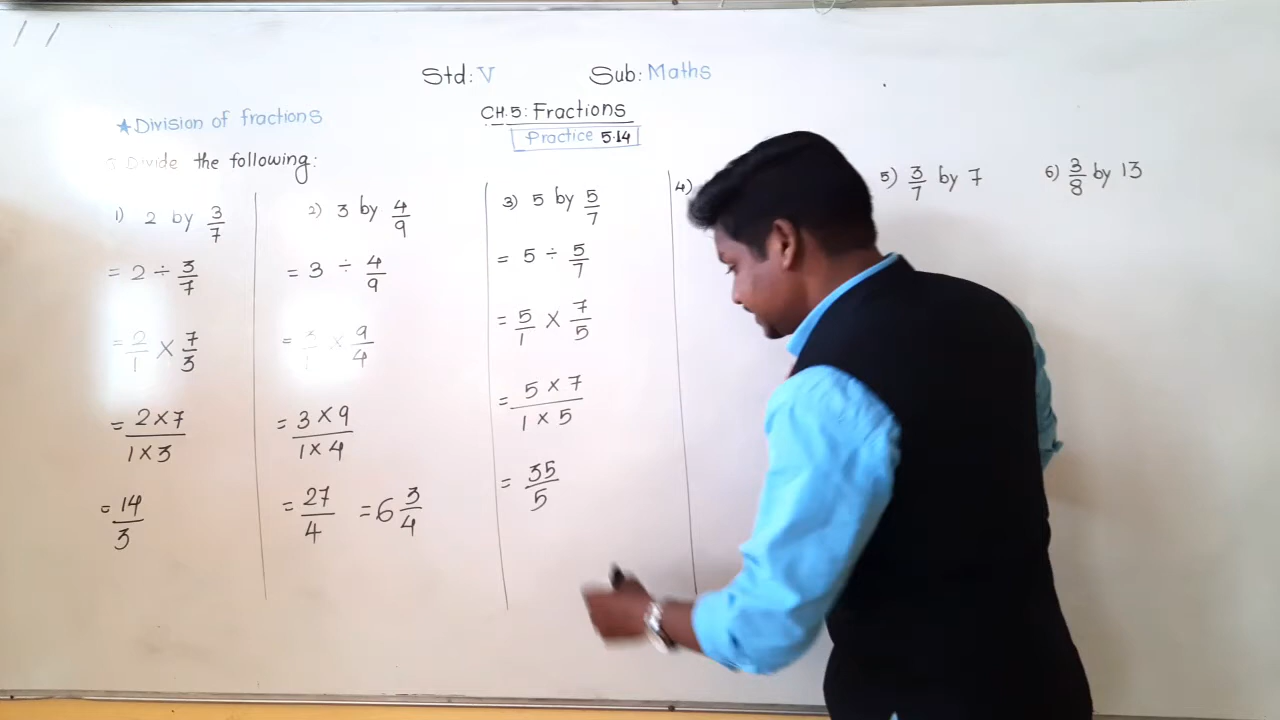 Std: V Sub: Maths
★Division of fractions
CH.5: Fractions
Practice 5.14
Divide the following:
1) 2 by 3/7
= 2 ÷ 3/7
= 2/1 × 7/3
= 2×7/1×3
= 14/3
2) 3 by 4/9
= 3 ÷ 4/9
= 3/1 × 9/4
= 3×9/1×4
= 27/4 = 6 3/4
3) 5 by 5/7
= 5 ÷ 5/7
= 5/1 × 7/5
= 5×7/1×5
= 35/5
4)
5) 3/7 by 7
6) 3/8 by 13